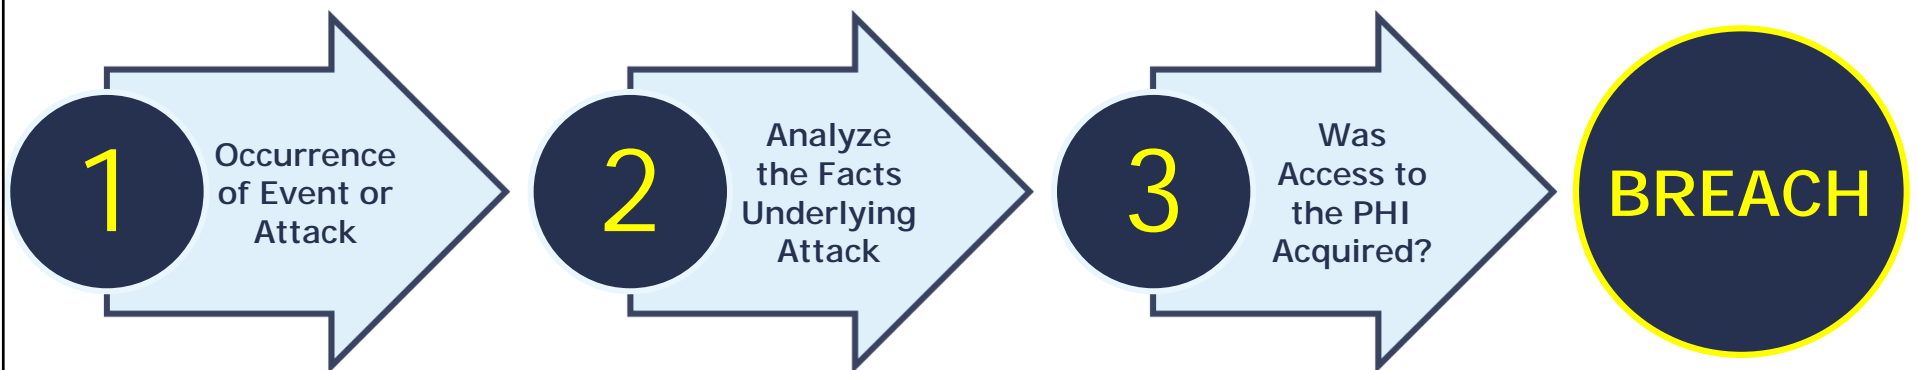 1
Occurrence
of Event or
Attack
2
Analyze
the Facts
Underlying
Attack
3
Was
Access to
the PHI
Acquired?
BREACH